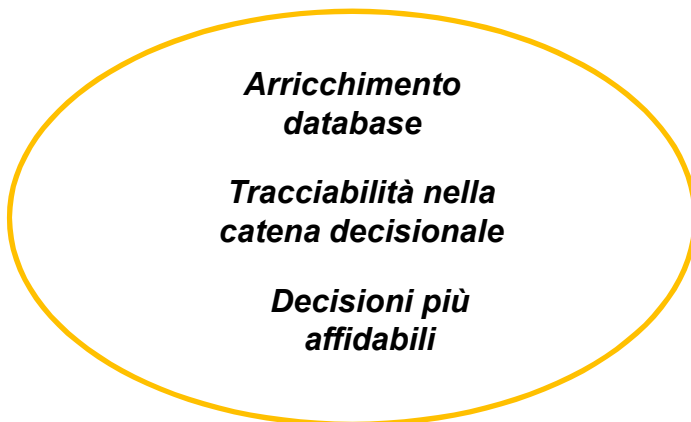 Arricchimento
database
Tracciabilità nella
catena decisionale
Decisioni più
affidabili